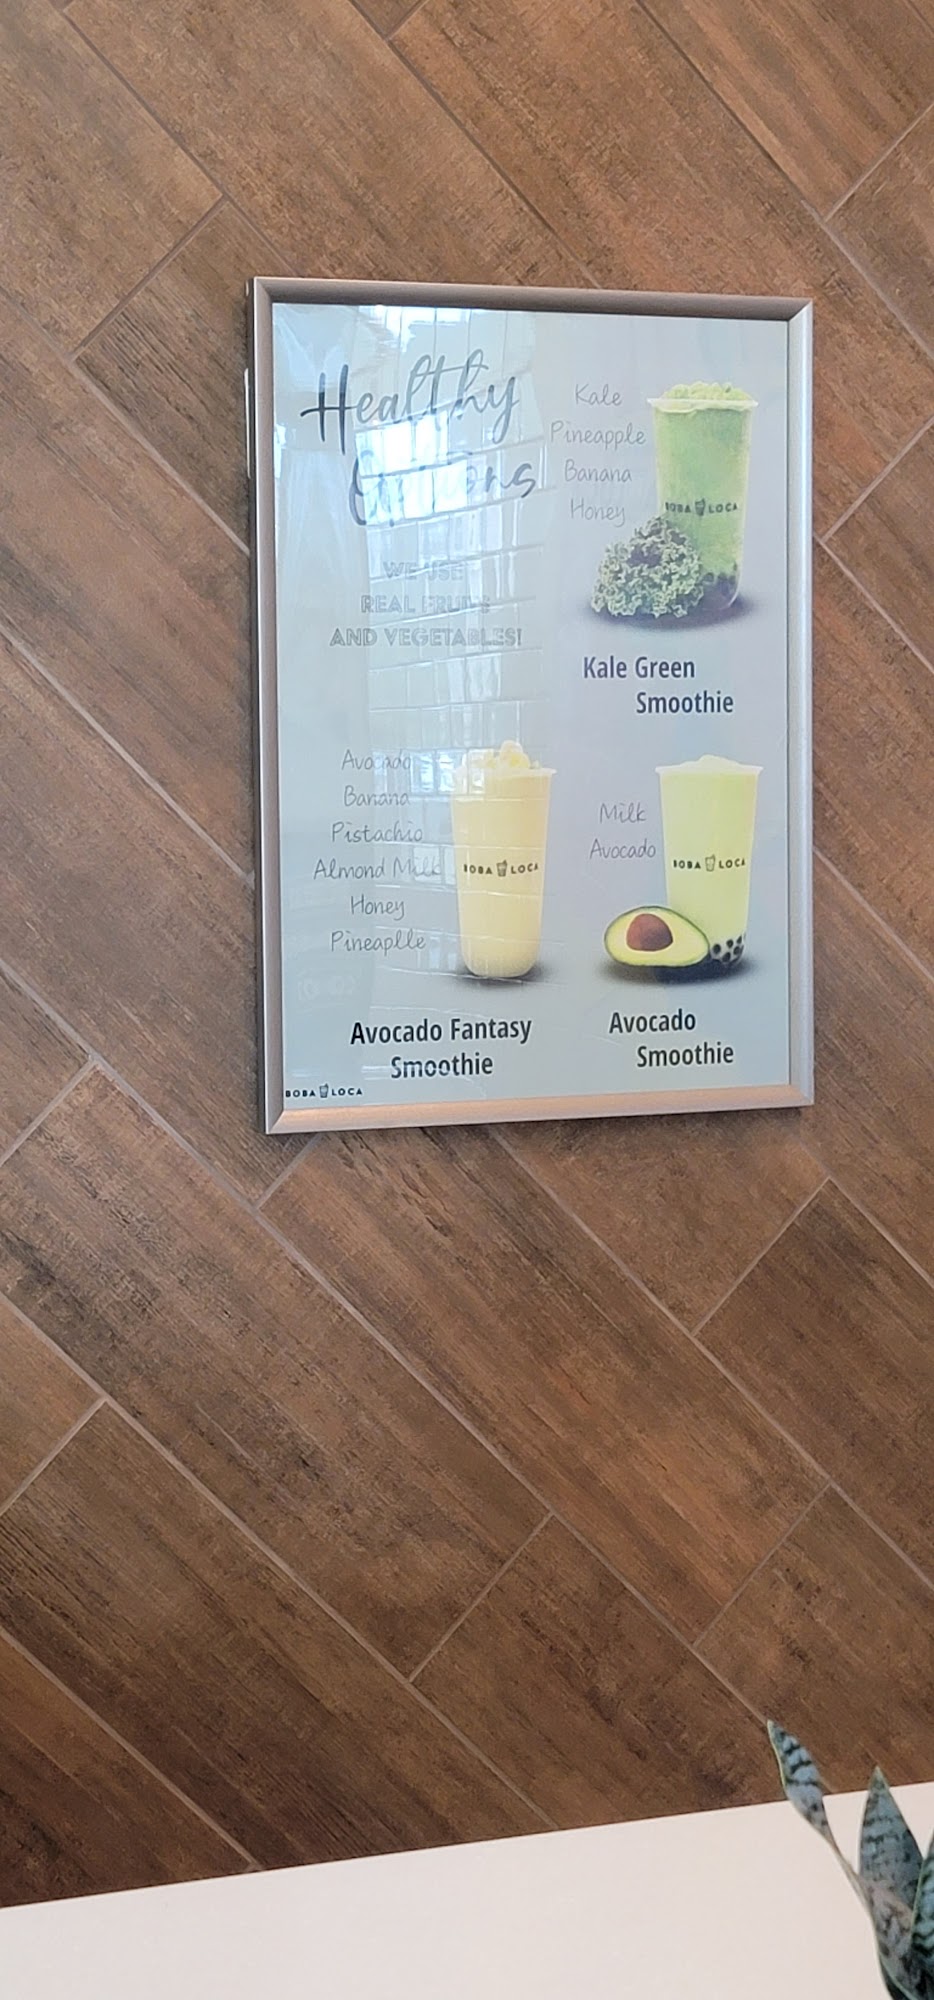 Healthy
Options
WE USE
REAL FRUITS
AND VEGETABLES!
Kale
Pineapple
Banana
Honey
BOBA LOCA
Kale Green
Smoothie
Avocado
Banana
Pistachio
Almond Milk
Honey
Pineaplle
BOBA LOCA
Avocado Fantasy
Smoothie
Milk
Avocado
BOBA LOCA
Avocado
Smoothie
BOBA LOCA